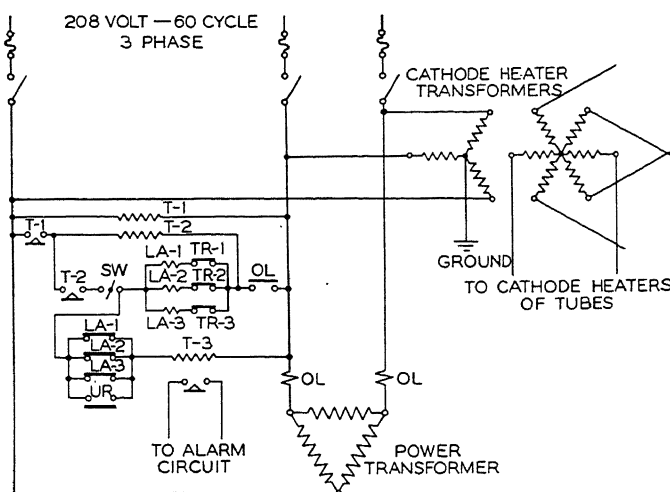 208 VOLT — 60 CYCLE
3 PHASE
CATHODE HEATER
TRANSFORMERS
T-1
T-1
T-2
LA-1 TR-1
OL
T-2 SW LA-2 TR-2
GROUND
LA-3 TR-3
TO CATHODE HEATERS
OF TUBES
LA-1
LA-2
T-3
LA-3
UR
OL OL
TO ALARM
CIRCUIT
POWER
TRANSFORMER